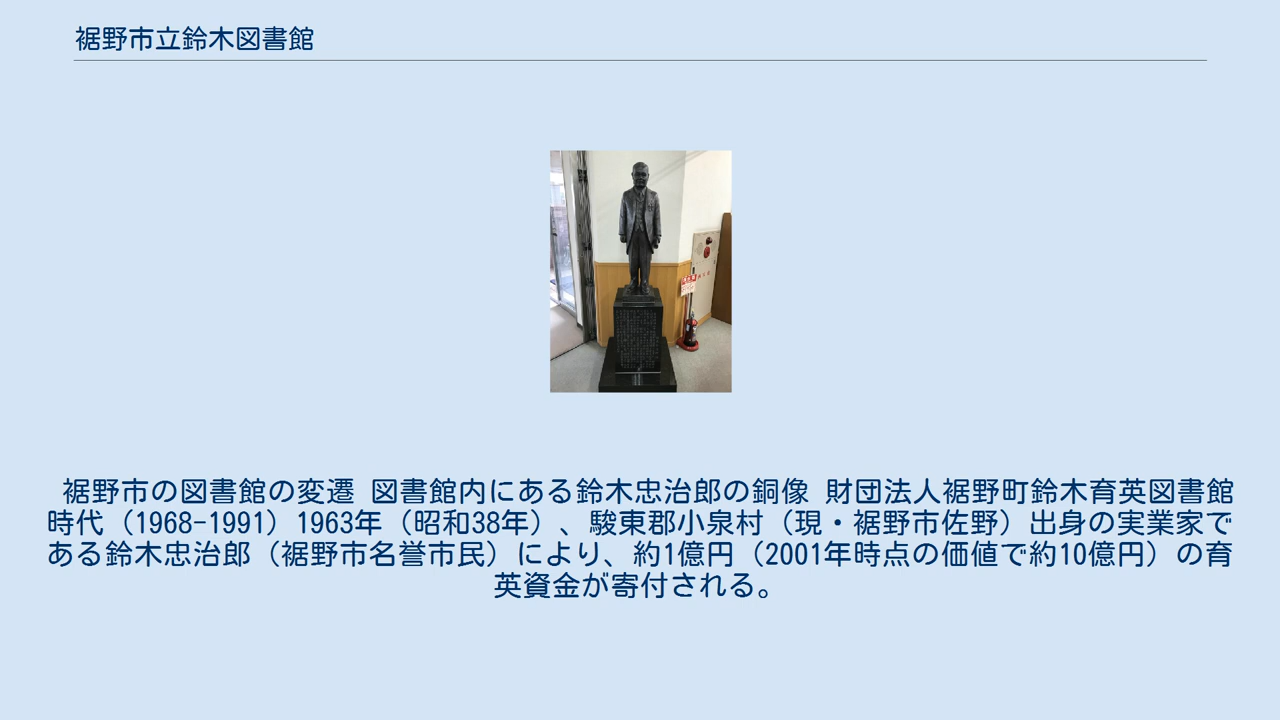 裾野市立鈴木図書館
裾野市の図書館の変遷 図書館内にある鈴木忠治郎の銅像 財団法人裾野町鈴木育英図書館
時代（1968-1991）1963年（昭和38年）、駿東郡小泉村（現・裾野市佐野）出身の実業家で
ある鈴木忠治郎（裾野市名誉市民）により、約1億円（2001年時点の価値で約10億円）の育
英資金が寄付される。